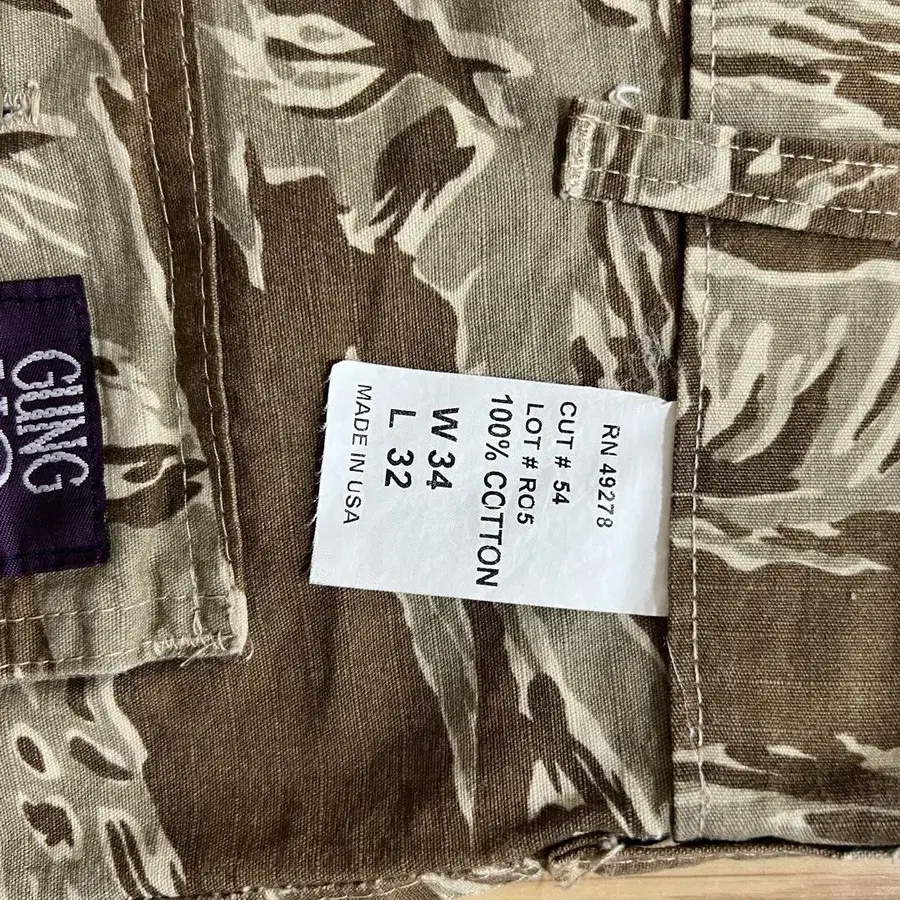 RN 49278
CUT # 54
LOT # RO5
100% COTTON
W 34
L 32
MADE IN USA
GUNG